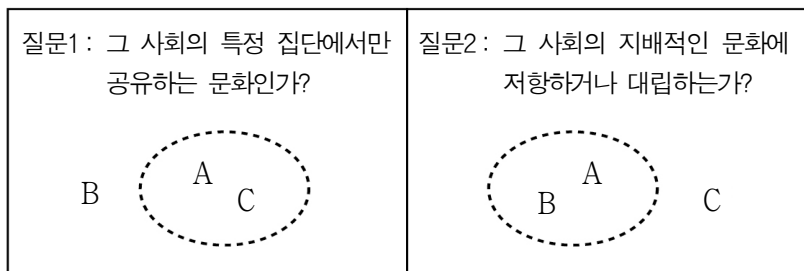 질문1 : 그 사회의 특정 집단에서만
공유하는 문화인가?
B
A
C
질문2 : 그 사회의 지배적인 문화에
저항하거나 대립하는가?
A
B
C